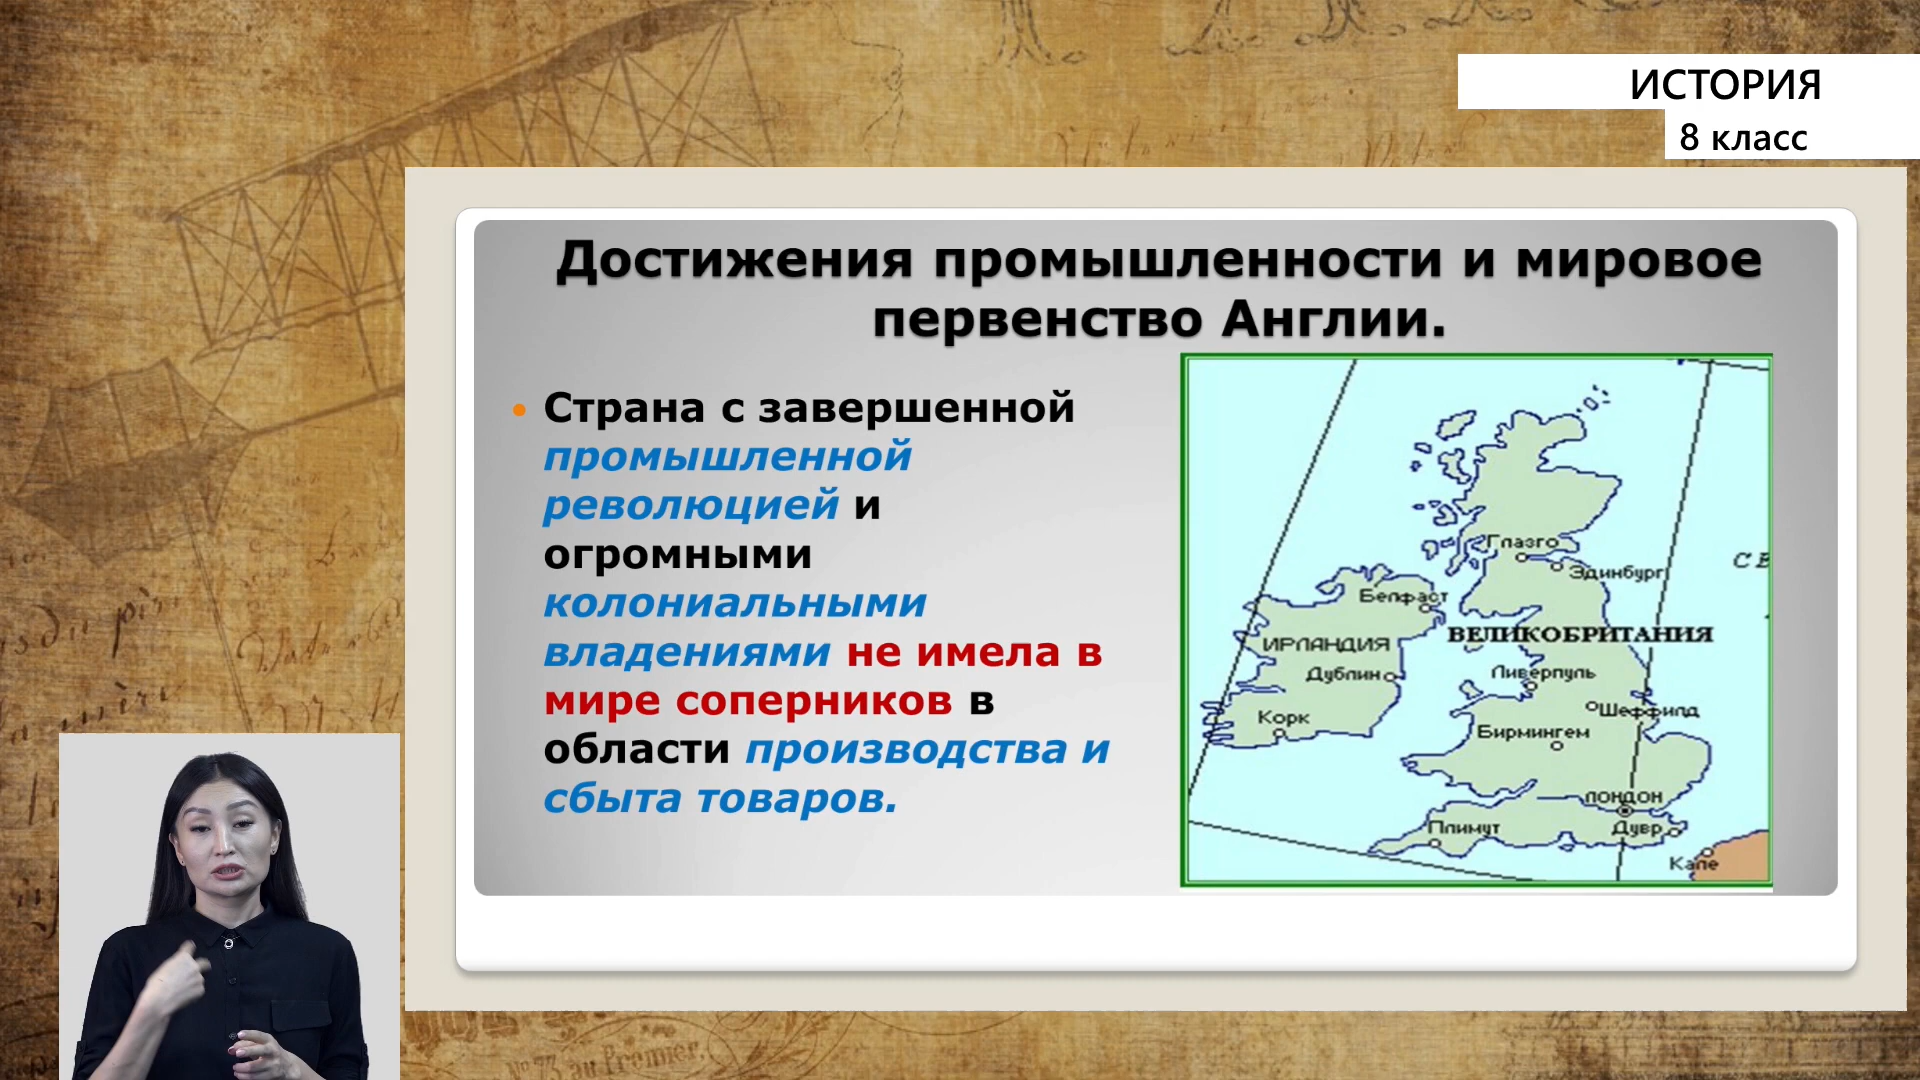 ИСТОРИЯ
8 класс
Достижения промышленности и мировое
первенство Англии.
• Страна с завершенной
промышленной
революцией и
огромными
колониальными
владениями не имела в
мире соперников в
области производства и
сбыта товаров.
Глазго
Эдинбург
Белфаст
ВЕЛИКОБРИТАНИЯ
ИРЛАНДИЯ
Дублин
Ливерпуль
Корк
Шеффилд
Бирмингем
ЛОНДОН
Плимут
Дувр
Кале
СЕ